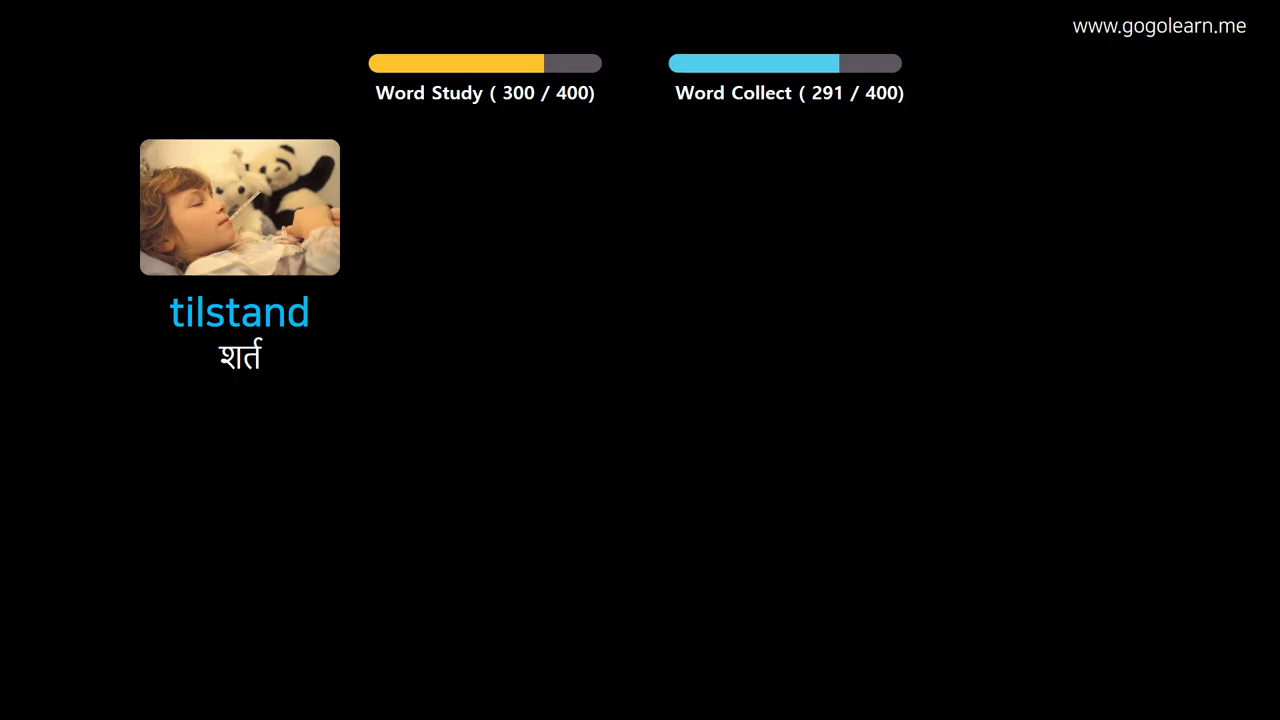 www.gogolearn.me
Word Study ( 300 / 400)
Word Collect ( 291 / 400)
tilstand
शर्त